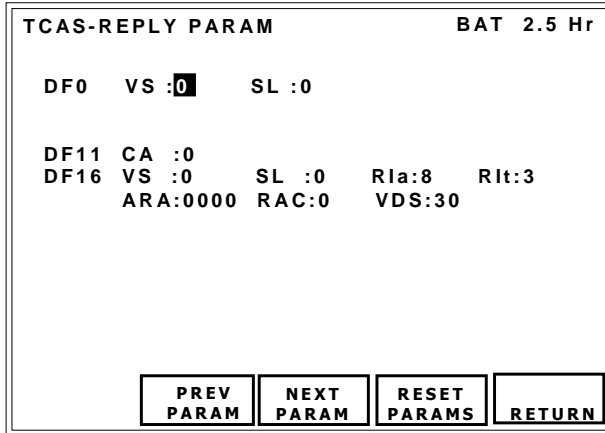 TCAS-REPLY PARAM BAT 2.5 Hr
DF0 VS :0 SL :0
DF11 CA :0
DF16 VS :0 SL :0 RIa:8 RIt:3
ARA:0000 RAC:0 VDS:30
PREV PARAM NEXT PARAM RESET PARAMS RETURN